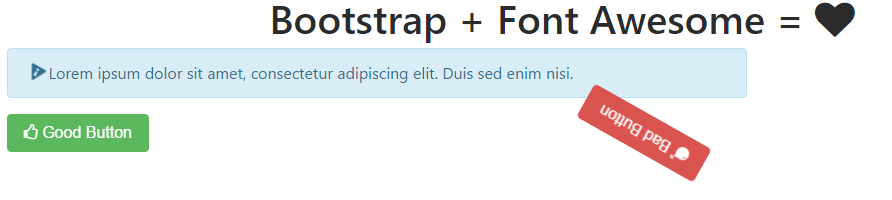 Bootstrap + Font Awesome =
Lorem ipsum dolor sit amet, consectetur adipiscing elit. Duis sed enim nisi.
Good Button
Bad Button